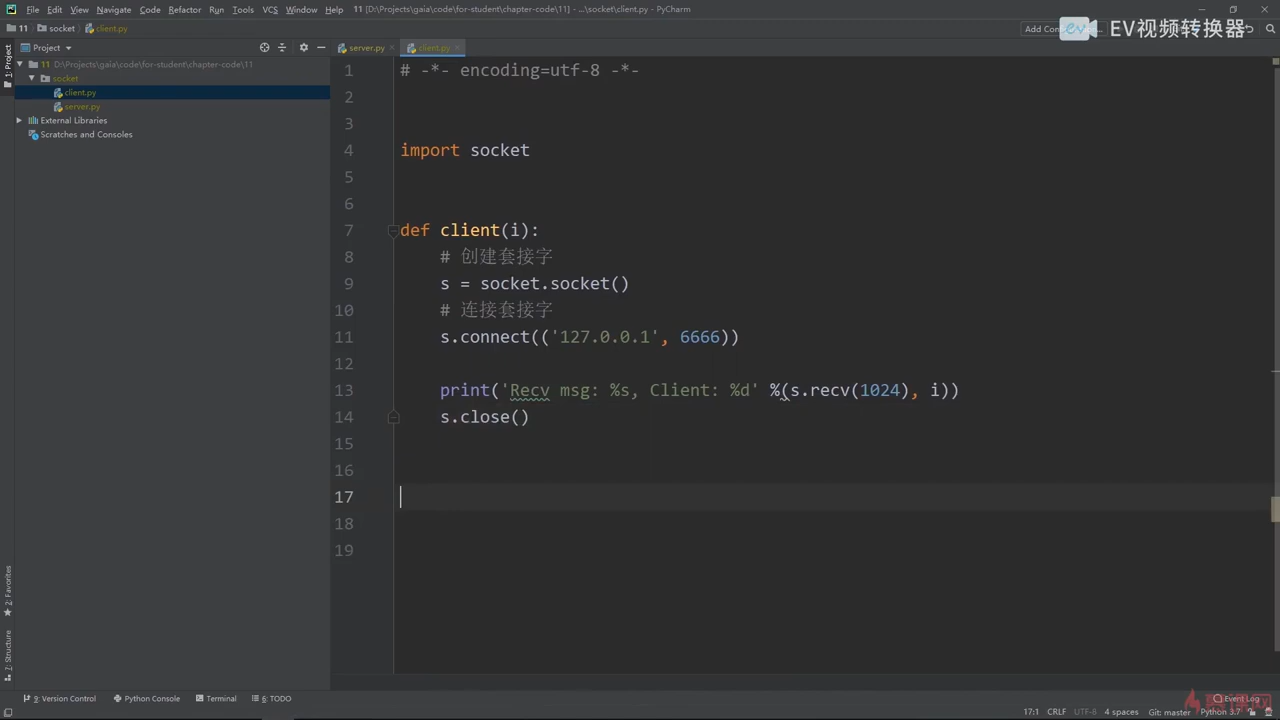 File Edit View Navigate Code Refactor Run Tools VCS Window Help 11 [D:\Projects\gaia\code\for-student\chapter-code\11] - ...\socket\client.py - PyCharm
11 socket client.py
EV视频转换器
Project
server.py client.py
1: Project
11 D:\Projects\gaia\code\for-student\chapter-code\11
socket
client.py
server.py
External Libraries
Scratches and Consoles
1 # -*- encoding=utf-8 -*-
2
3
4 import socket
5
6
7 def client(i):
8 # 创建套接字
9 s = socket.socket()
10 # 连接套接字
11 s.connect(('127.0.0.1', 6666))
12
13 print('Recv msg: %s, Client: %d' %(s.recv(1024), i))
14 s.close()
15
16
17
18
19
2: Favorites
7: Structure
9: Version Control Python Console Terminal 6: TODO Event Log
17:1 CRLF UTF-8 4 spaces Git: master Python 3.7